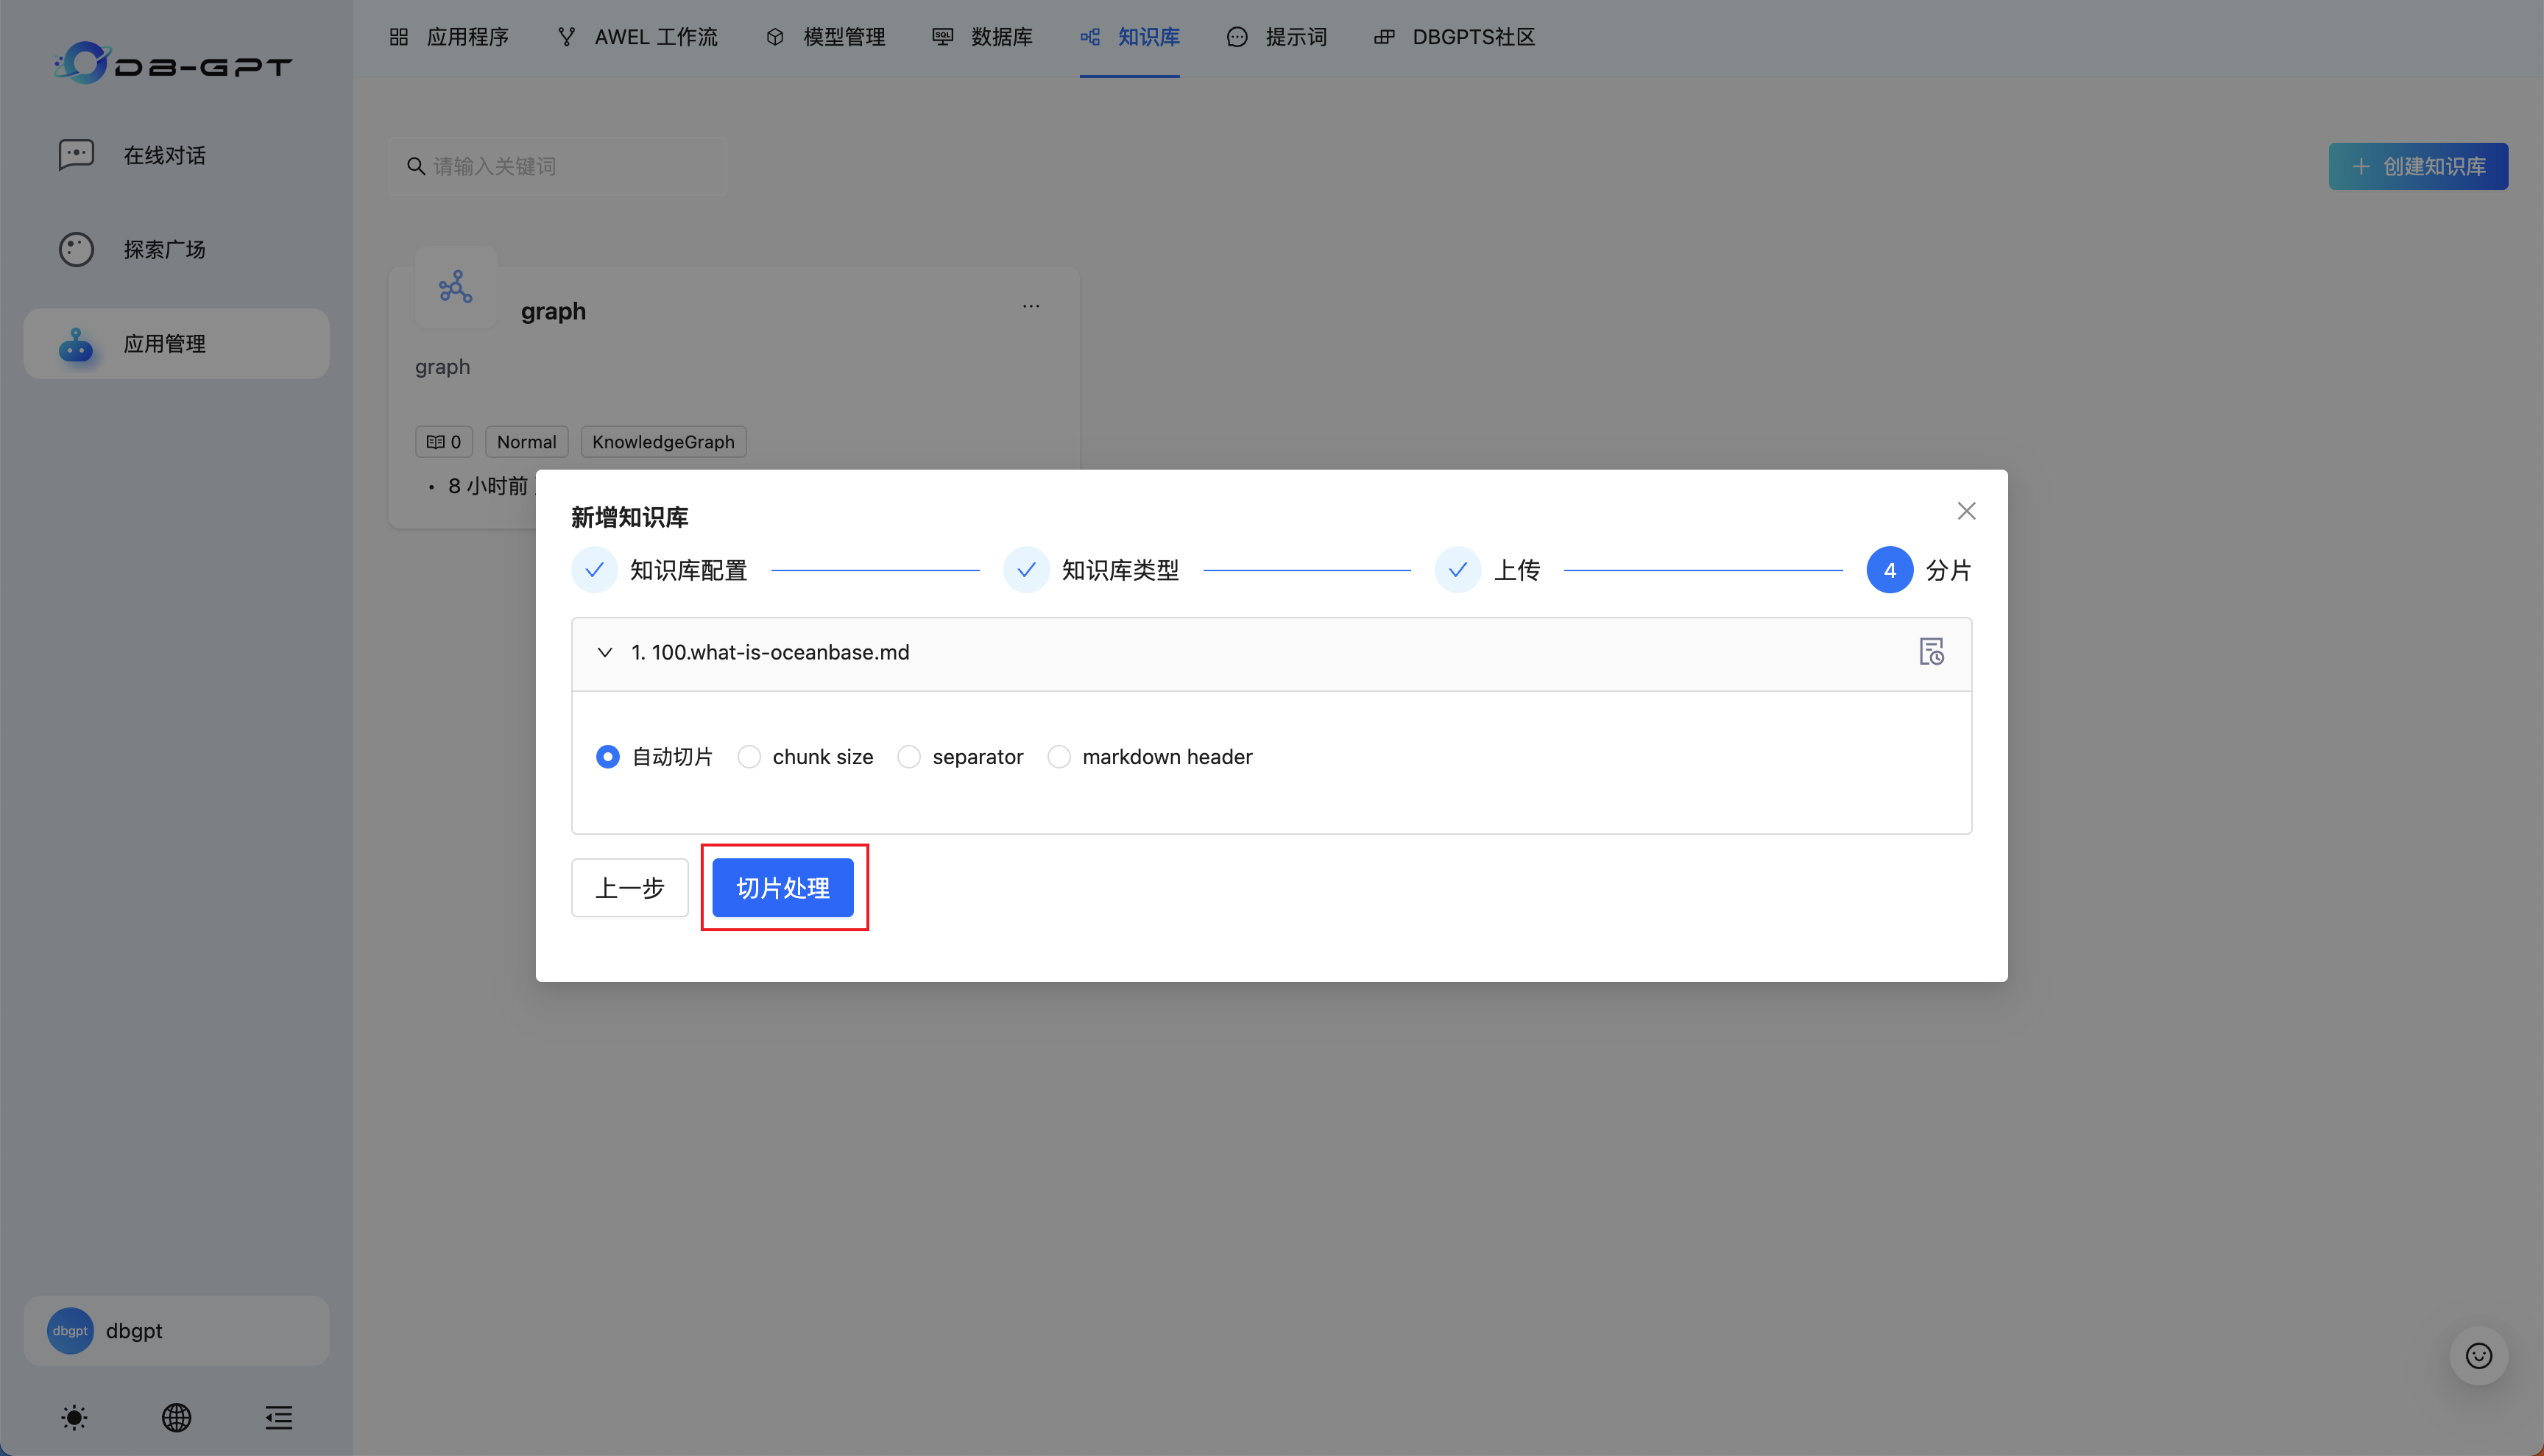 DB-GPT
在线对话
探索广场
应用管理
应用程序
AWEL 工作流
模型管理
SQL
数据库
知识库
提示词
DBGPTS社区
请输入关键词
创建知识库
graph
...
graph
0
Normal
KnowledgeGraph
• 8 小时前
新增知识库
知识库配置
知识库类型
上传
4 分片
1. 100.what-is-oceanbase.md
自动切片
chunk size
separator
markdown header
上一步
切片处理
dbgpt
dbgpt